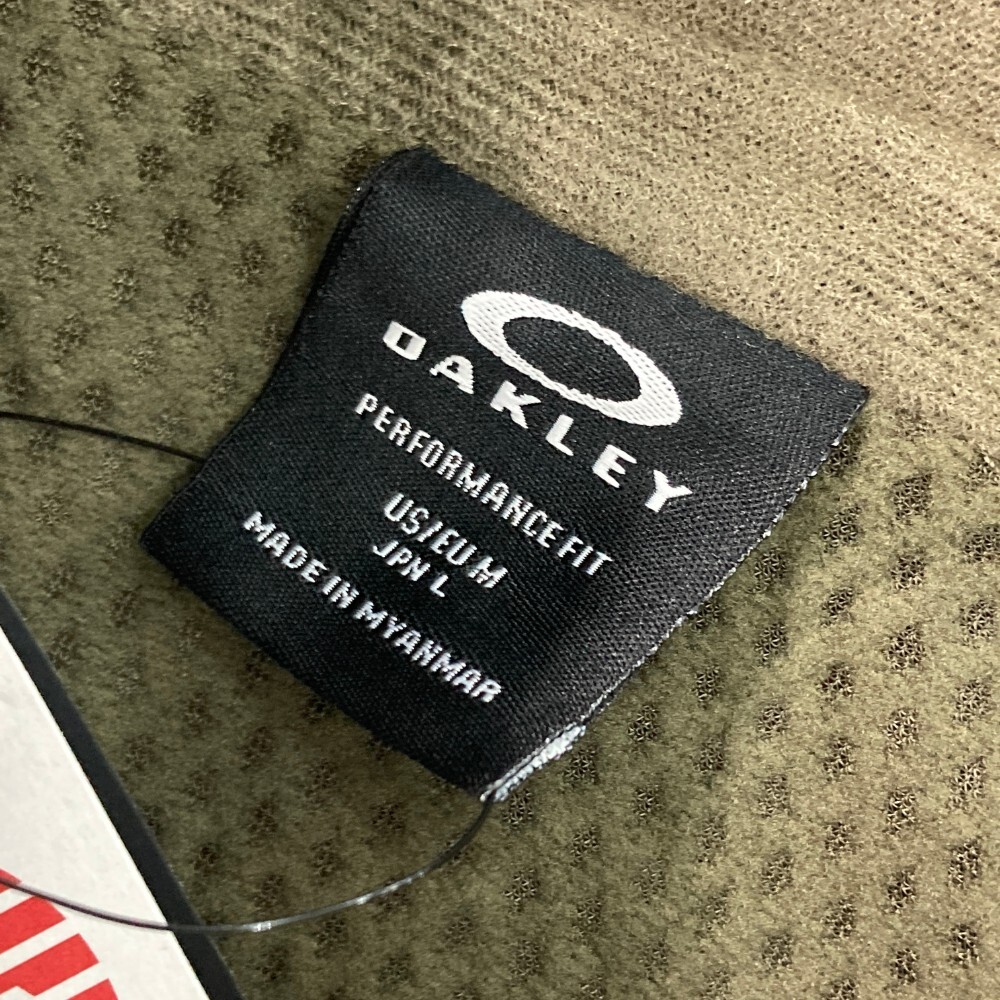 OAKLEY
PERFORMANCE FIT
US/EU M
JPN L
MADE IN MYANMAR